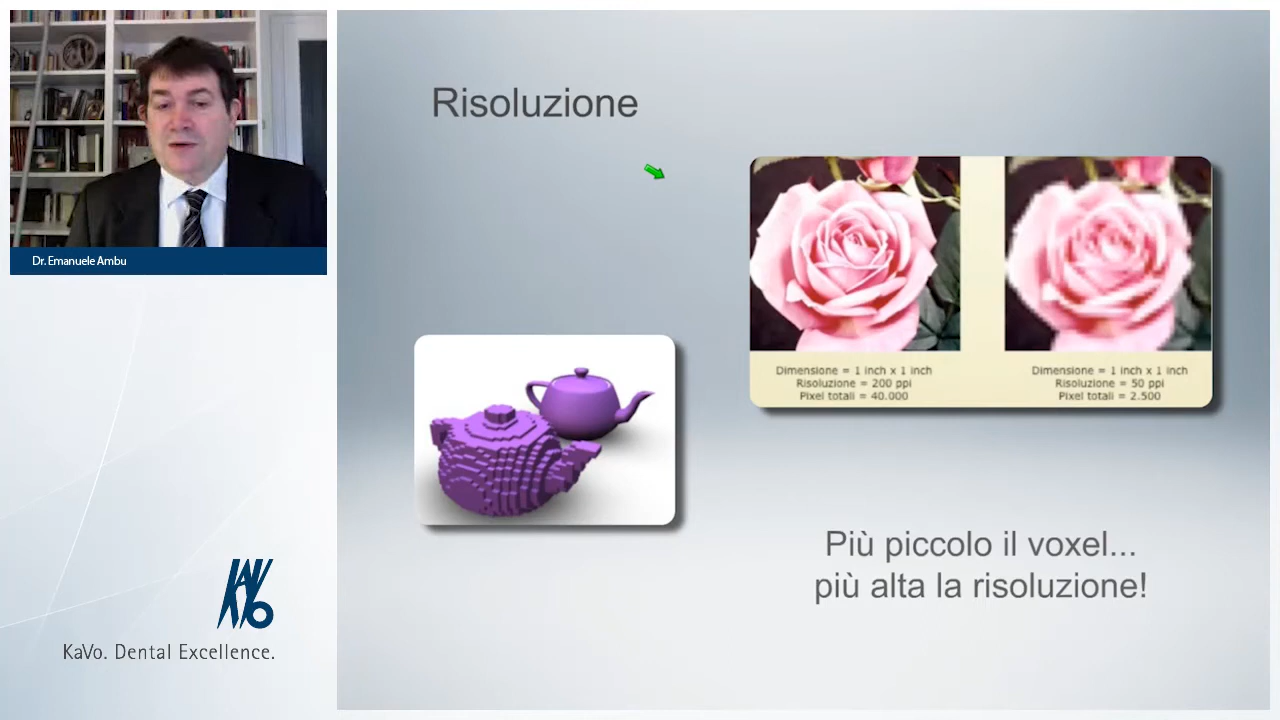 Dr. Emanuele Ambu
KaVo
KaVo. Dental Excellence.
Risoluzione
Dimensione = 1 inch x 1 inch
Risoluzione = 200 ppi
Pixel totali = 40.000
Dimensione = 1 inch x 1 inch
Risoluzione = 50 ppi
Pixel totali = 2.500
Più piccolo il voxel...
più alta la risoluzione!